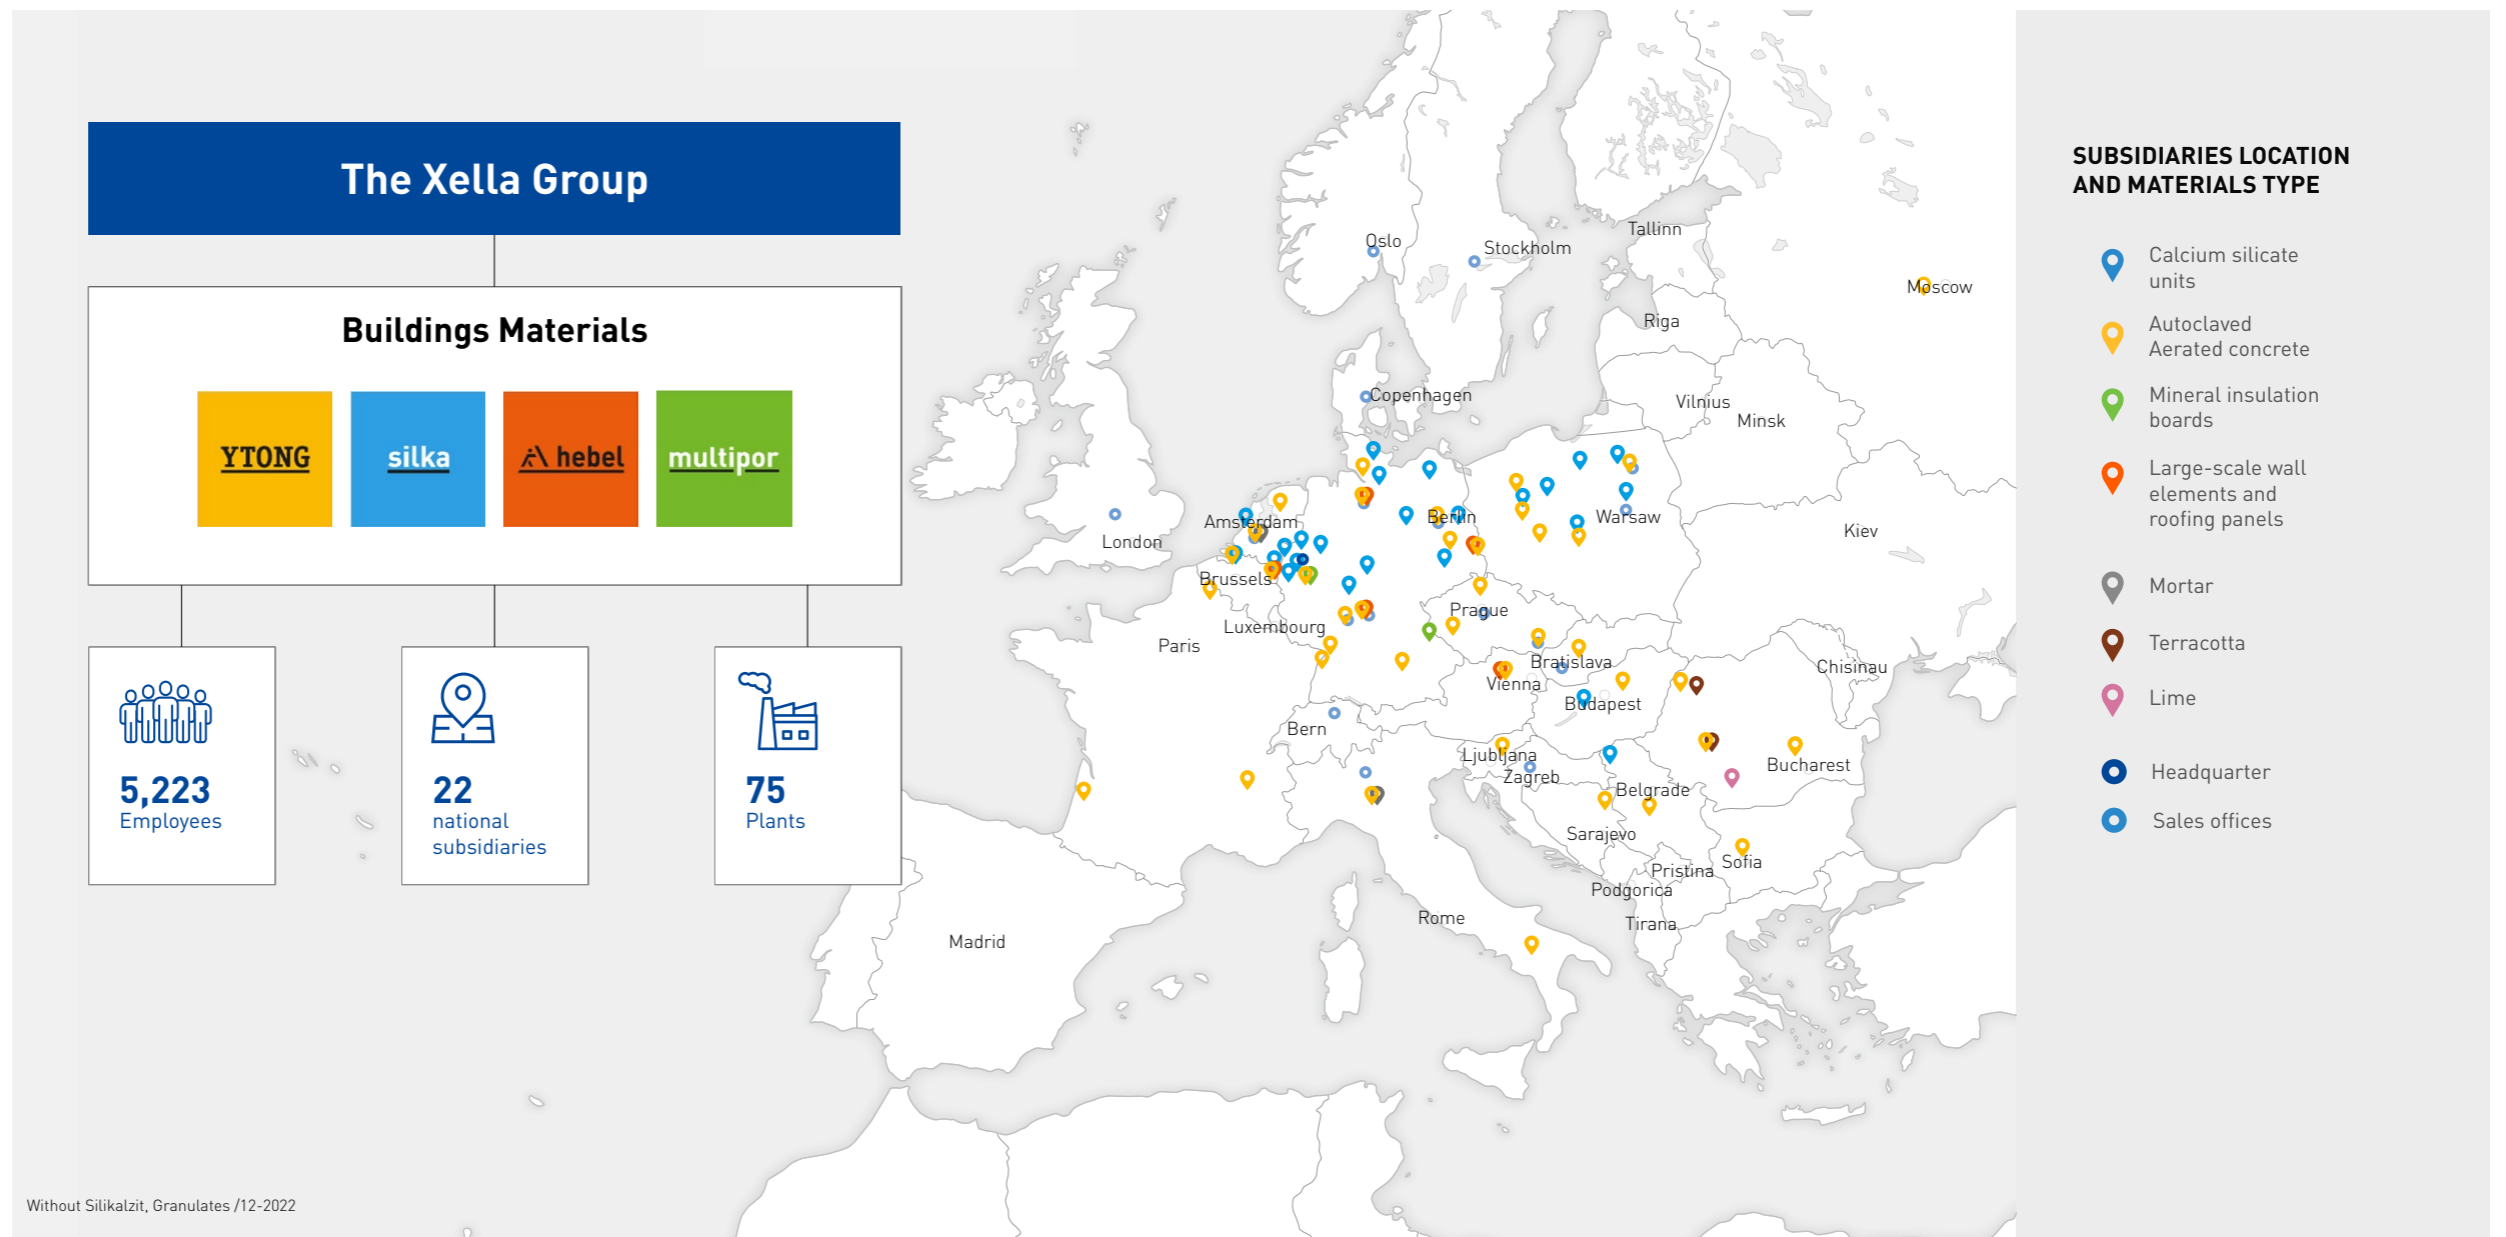 The Xella Group
Buildings Materials
YTONG
silka
hebel
multipor
5,223
Employees
22
national
subsidiaries
75
Plants
Without Silikalzit, Granulates /12-2022
Oslo
Stockholm
Tallinn
Moscow
Riga
Copenhagen
Vilnius
Minsk
Amsterdam
Berlin
Warsaw
London
Kiev
Brussels
Prague
Luxembourg
Paris
Bratislava
Chisinau
Vienna
Budapest
Bern
Ljubljana
Bucharest
Zagreb
Belgrade
Sarajevo
Sofia
Pristina
Podgorica
Rome
Tirana
Madrid
SUBSIDIARIES LOCATION
AND MATERIALS TYPE
Calcium silicate
units
Autoclaved
Aerated concrete
Mineral insulation
boards
Large-scale wall
elements and
roofing panels
Mortar
Terracotta
Lime
Headquarter
Sales offices